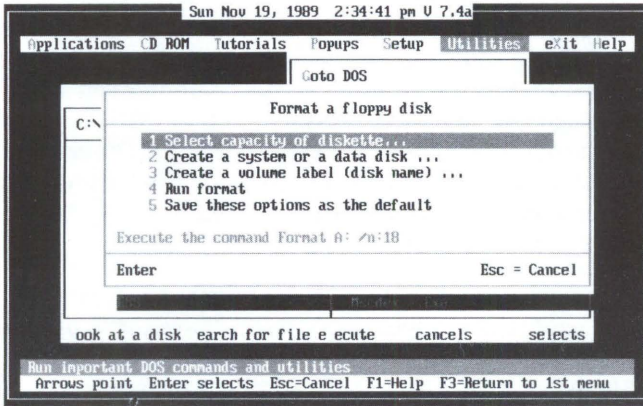 Sun Nov 19, 1989 2:34:41 pm V 7.4a
Applications CD ROM Tutorials Popups Setup Utilities eXit Help
Goto DOS
C:\
Format a floppy disk
1 Select capacity of diskette...
2 Create a system or a data disk ...
3 Create a volume label (disk name) ...
4 Run format
5 Save these options as the default
Execute the command Format A: /n:18
Enter Esc = Cancel
ook at a disk earch for file e ecute cancels selects
Run important DOS commands and utilities
Arrows point Enter selects Esc=Cancel F1=Help F3=Return to 1st menu